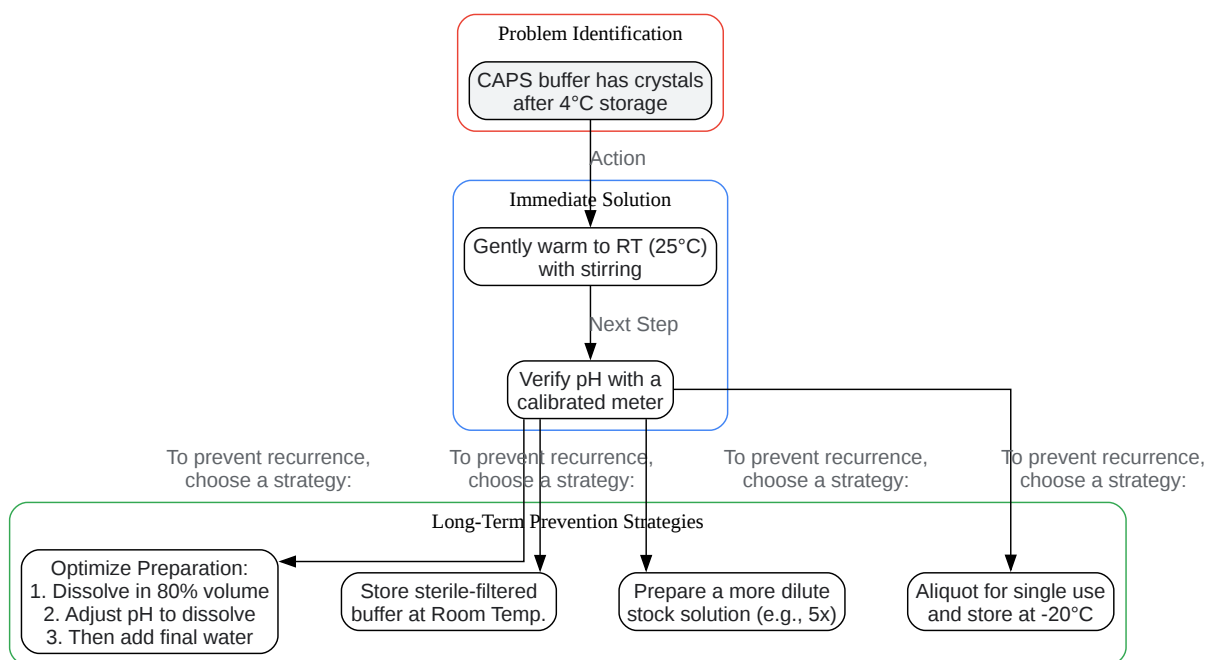 Problem Identification
CAPS buffer has crystals
after 4°C storage
Action
Immediate Solution
Gently warm to RT (25°C)
with stirring
Next Step
Verify pH with a
calibrated meter
To prevent recurrence,
choose a strategy:
To prevent recurrence,
choose a strategy:
To prevent recurrence,
choose a strategy:
To prevent recurrence,
choose a strategy:
Long-Term Prevention Strategies
Optimize Preparation:
1. Dissolve in 80% volume
2. Adjust pH to dissolve
3. Then add final water
Store sterile-filtered
buffer at Room Temp.
Prepare a more dilute
stock solution (e.g., 5x)
Aliquot for single use
and store at -20°C